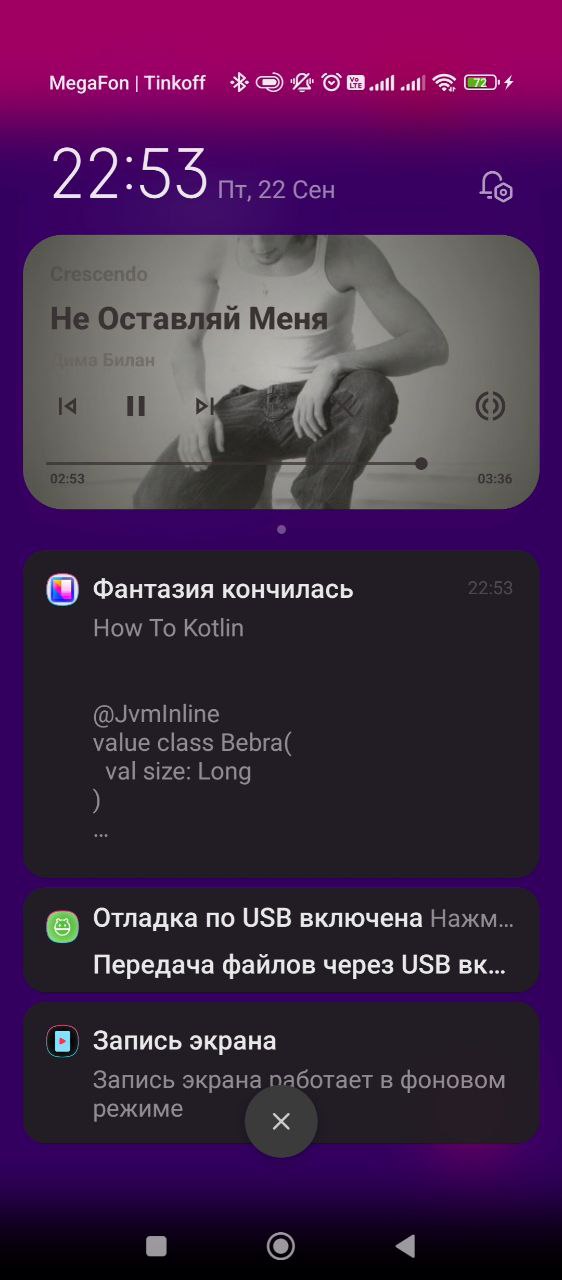 MegaFon | Tinkoff
Vo LTE
72
22:53 Пт, 22 Сен
Crescendo
Не Оставляй Меня
Дима Билан
02:53 03:36
Фантазия кончилась 22:53
How To Kotlin
@JvmInline
value class Bebra(
val size: Long
)
…
Отладка по USB включена Нажм…
Передача файлов через USB вк…
Запись экрана
Запись экрана работает в фоновом
режиме